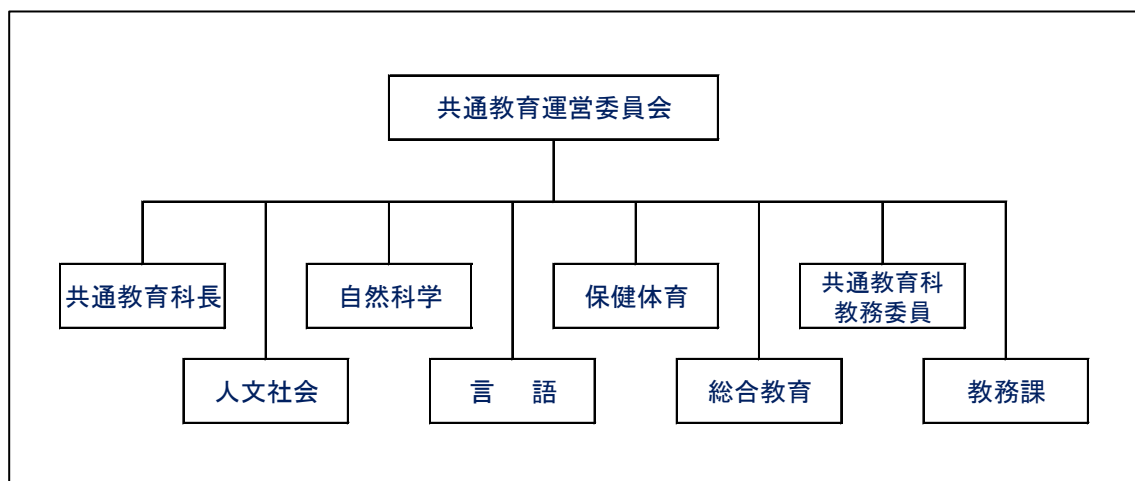 共通教育運営委員会
共通教育科長
自然科学
保健体育
共通教育科
教務委員
人文社会
言　語
総合教育
教務課